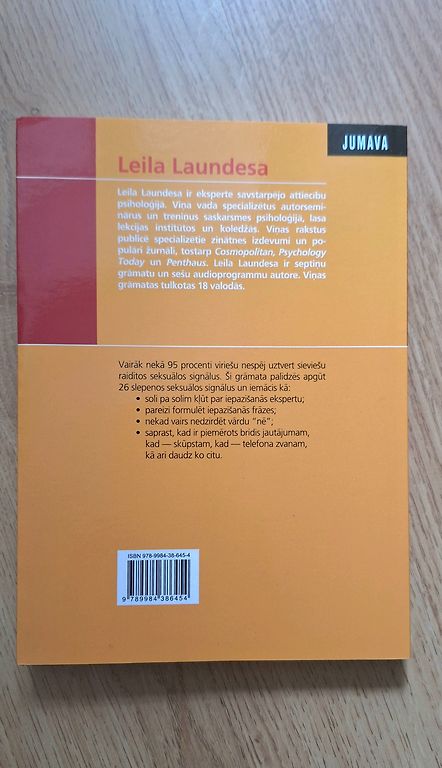 JUMAVA
Leila Laundesa
Leila Laundesa ir eksperte savstarpējo attiecību
psiholoģijā. Viņa vada specializētus autorsemi-
nārus un treniņus saskarsmes psiholoģijā, lasa
lekcijas institūtos un koledžās. Viņas rakstus
publicē specializētie zinātnes izdevumi un po-
pulāri žurnāli, tostarp Cosmopolitan, Psychology
Today un Penthaus. Leila Laundesa ir septiņu
grāmatu un sešu audioprogrammu autore. Viņas
grāmatas tulkotas 18 valodās.
Vairāk nekā 95 procenti vīriešu nespēj uztvert sieviešu
raidītos seksuālos signālus. Šī grāmata palīdzēs apgūt
26 slepenos seksuālos signālus un iemācīs kā:
• soli pa solim kļūt par iepazīšanās ekspertu;
• pareizi formulēt iepazīšanās frāzes;
• nekad vairs nedzirdēt vārdu "nē";
• saprast, kad ir piemērots brīdis jautājumam,
kad — skūpstam, kad — telefona zvanam,
kā arī daudz ko citu.
ISBN 978-9984-38-645-4
9 789984 386454